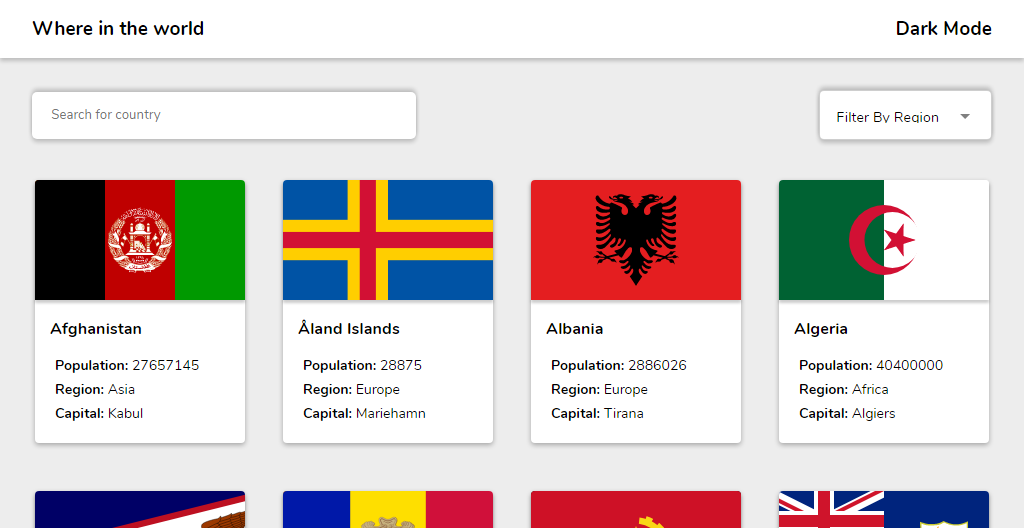 Where in the world
Dark Mode
Search for country
Filter By Region
Afghanistan
Population: 27657145
Region: Asia
Capital: Kabul
Åland Islands
Population: 28875
Region: Europe
Capital: Mariehamn
Albania
Population: 2886026
Region: Europe
Capital: Tirana
Algeria
Population: 40400000
Region: Africa
Capital: Algiers